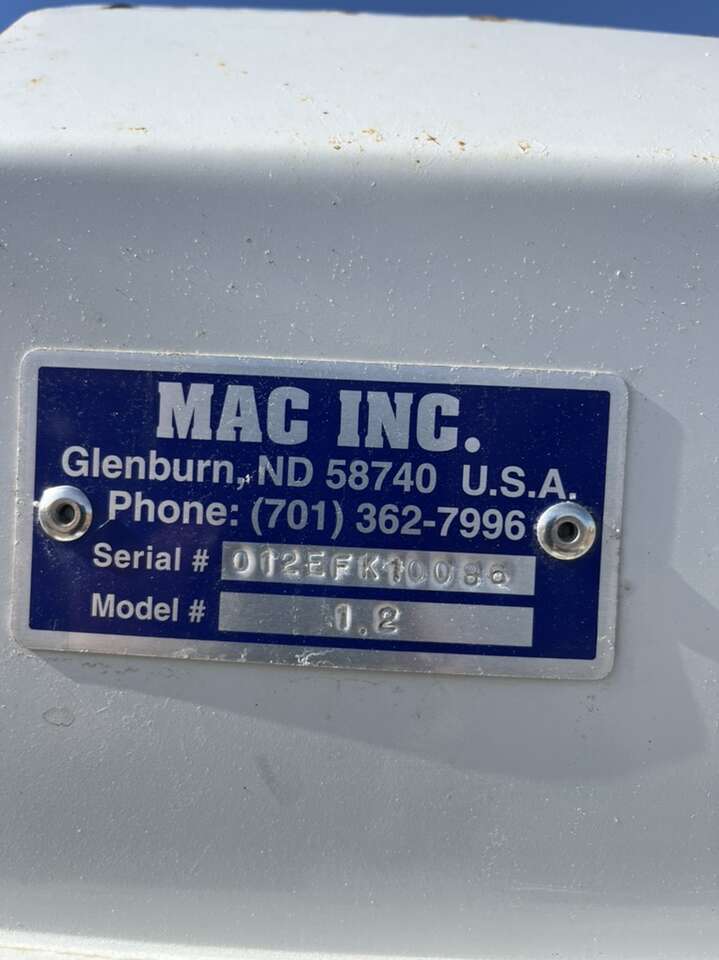 MAC INC.
Glenburn, ND 58740 U.S.A.
Phone: (701) 362-7996
Serial # 012EFK10086
Model # 1.2